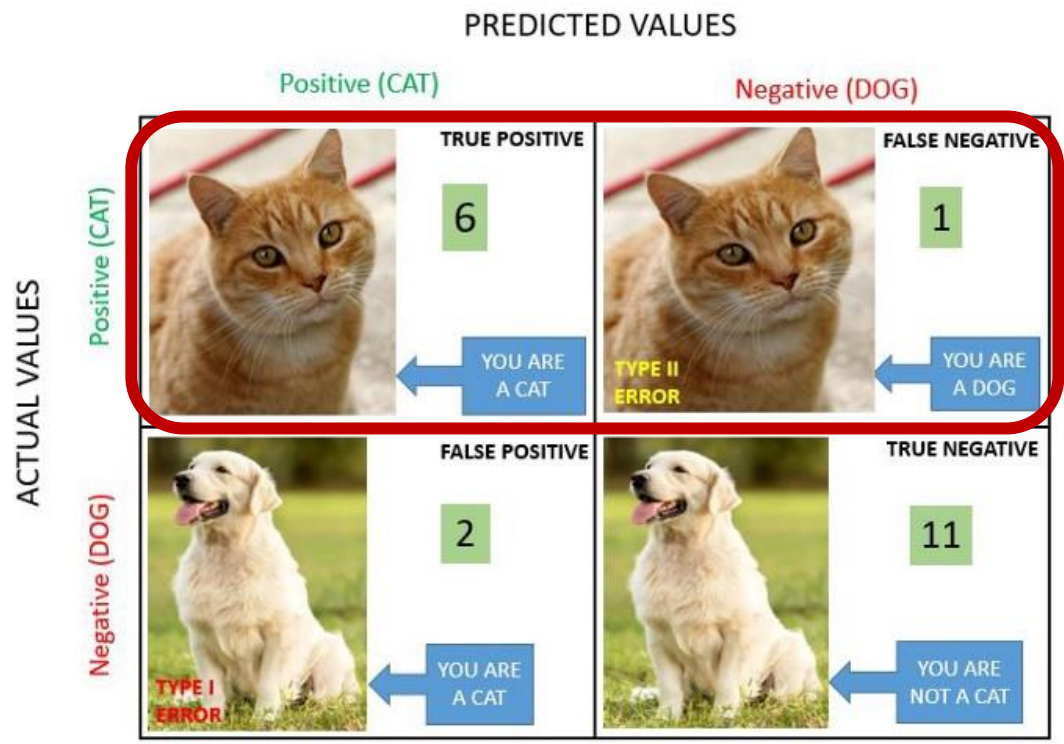 PREDICTED VALUES
Positive (CAT)
Negative (DOG)
ACTUAL VALUES
Positive (CAT)
TRUE POSITIVE
6
YOU ARE
A CAT
FALSE NEGATIVE
1
TYPE II
ERROR
YOU ARE
A DOG
Negative (DOG)
FALSE POSITIVE
2
TYPE I
ERROR
YOU ARE
A CAT
TRUE NEGATIVE
11
YOU ARE
NOT A CAT